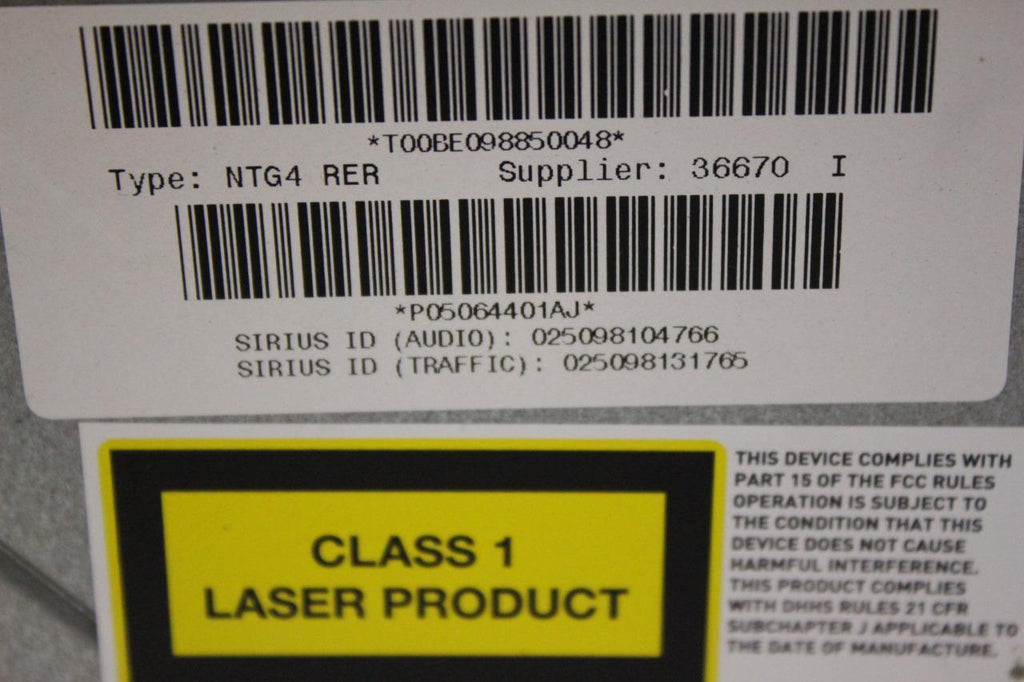 *T00BE098850048*
Type: NTG4 RER Supplier: 36670 I
*P05064401AJ*
SIRIUS ID (AUDIO): 025098104766
SIRIUS ID (TRAFFIC): 025098131765
CLASS 1
LASER PRODUCT
THIS DEVICE COMPLIES WITH
PART 15 OF THE FCC RULES
OPERATION IS SUBJECT TO
THE CONDITION THAT THIS
DEVICE DOES NOT CAUSE
HARMFUL INTERFERENCE.
THIS PRODUCT COMPLIES
WITH DHHS RULES 21 CFR
SUBCHAPTER J APPLICABLE TO
THE DATE OF MANUFACTURE.